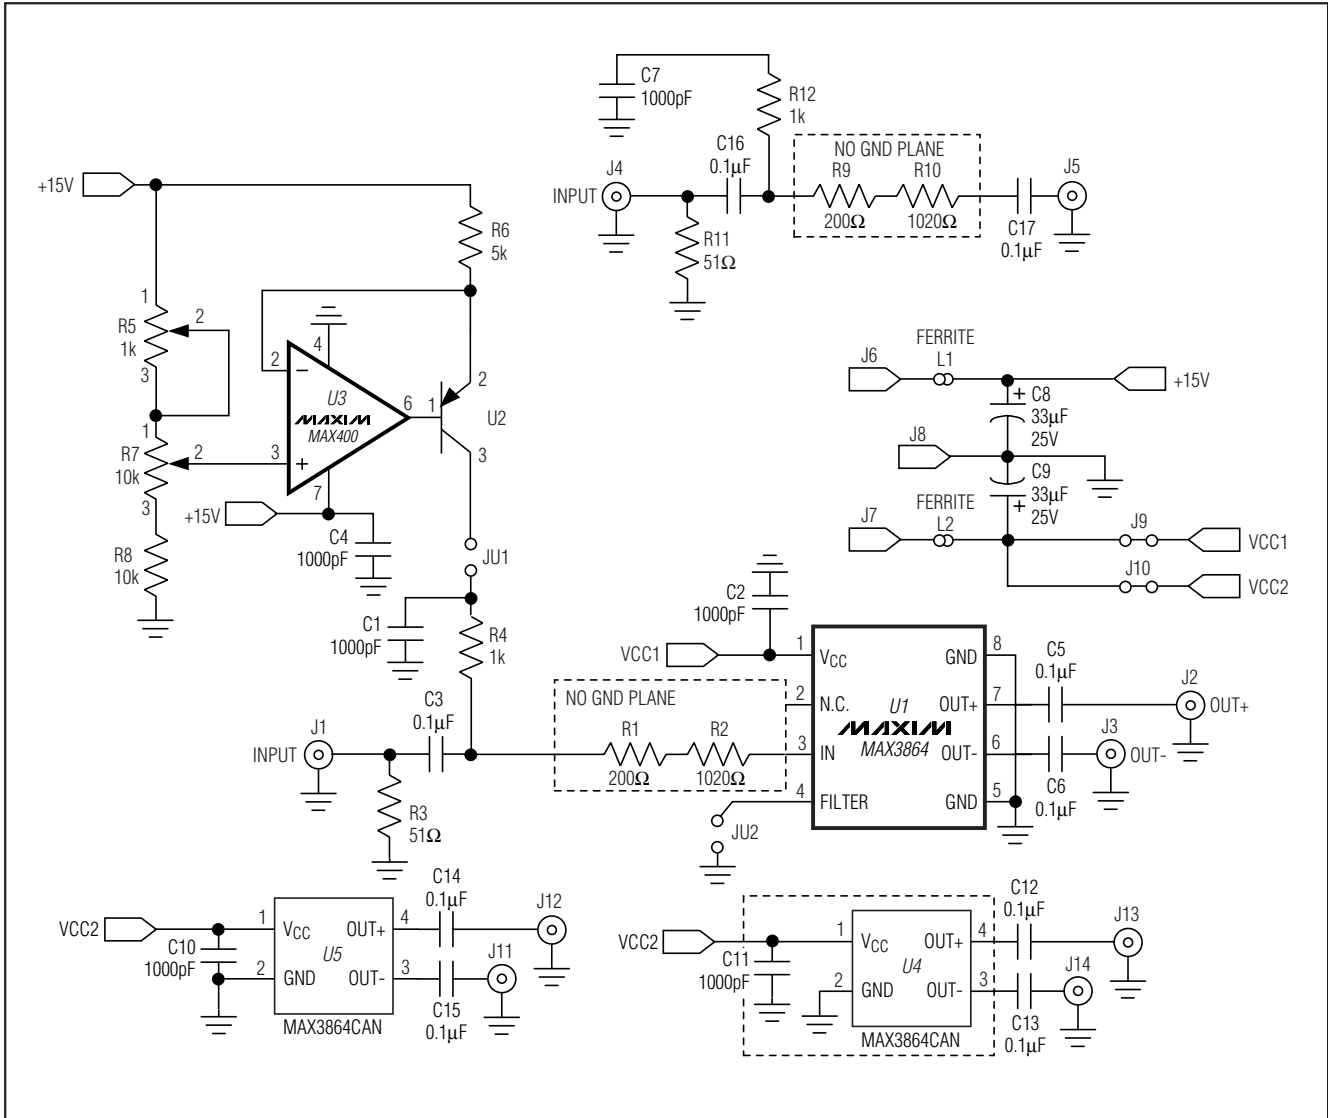 C7
1000pF
R12
1k
C16
0.1μF
NO GND PLANE
J4
INPUT
R9
R10
J5
200Ω
1020Ω
R11
51Ω
C17
0.1μF
+15V
R6
5k
1
R5
1k
2
3
2
4
−
U3
MAXIM
MAX400
6
1
2
U2
3
1
R7
10k
2
3
3
+
7
+15V
C4
1000pF
R8
10k
JU1
FERRITE
J6
L1
+15V
+
C8
33μF
25V
J8
C9
33μF
25V
+
FERRITE
J7
L2
J9
VCC1
J10
VCC2
C2
1000pF
C1
1000pF
R4
1k
VCC1
1
VCC
GND
8
C5
0.1μF
NO GND PLANE
2
N.C.
U1
OUT+
7
J2
OUT+
MAXIM
MAX3864
J1
INPUT
C3
0.1μF
R1
R2
200Ω
1020Ω
3
IN
OUT-
6
J3
OUT-
4
FILTER
GND
5
C6
0.1μF
R3
51Ω
JU2
C14
0.1μF
J12
VCC2
1
VCC
OUT+
4
C10
1000pF
U5
2
GND
OUT-
3
J11
C15
0.1μF
MAX3864CAN
C12
0.1μF
J13
VCC2
1
VCC
OUT+
4
C11
1000pF
U4
2
GND
OUT-
3
J14
C13
0.1μF
MAX3864CAN